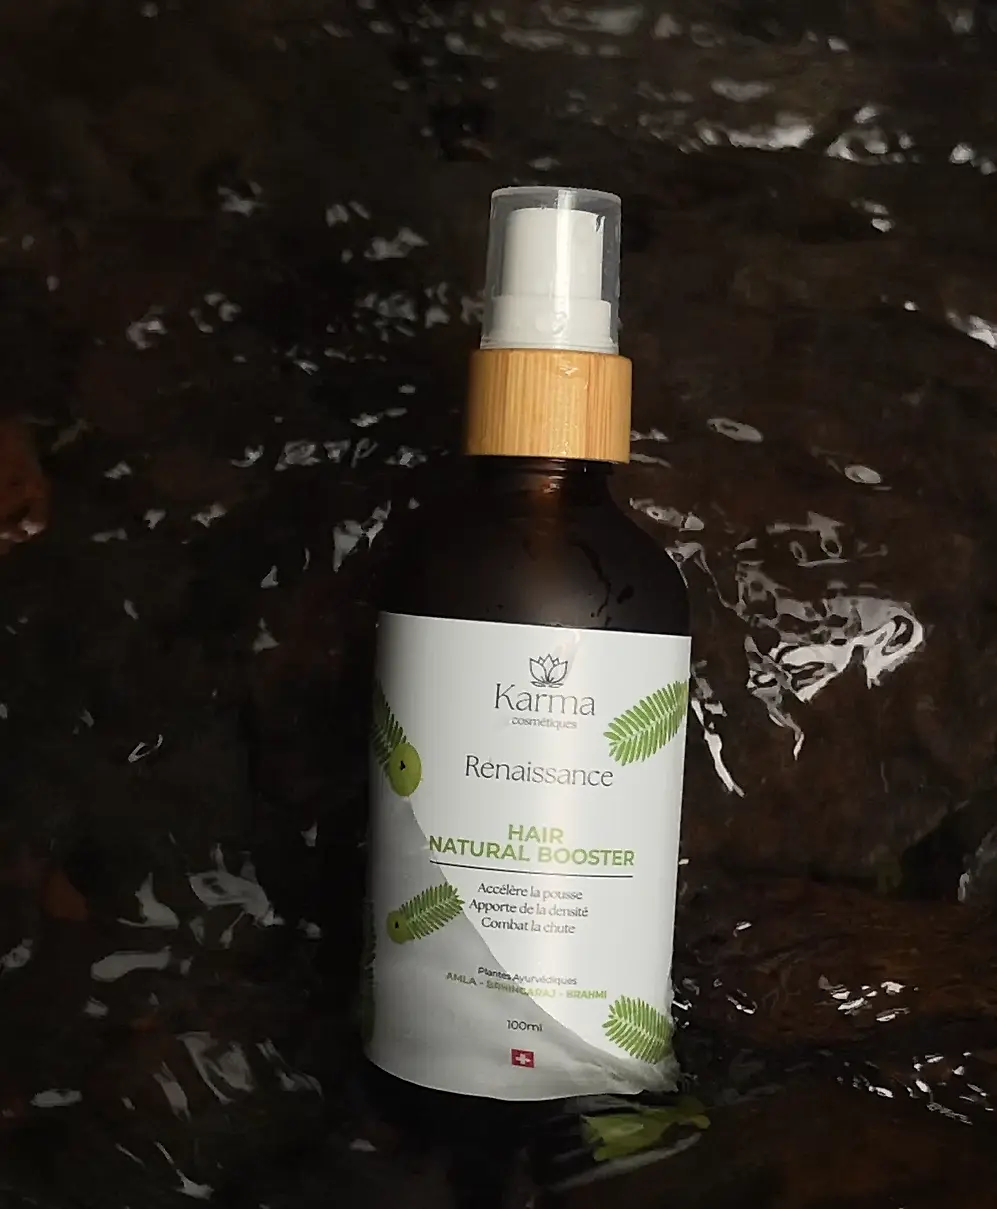 Karma
cosmétiques
Renaissance
HAIR
NATURAL BOOSTER
Accélère la pousse
Apporte de la densité
Combat la chute
Plantes Ayurvédiques
AMLA - BRHINGARAJ - BRAHMI
100ml